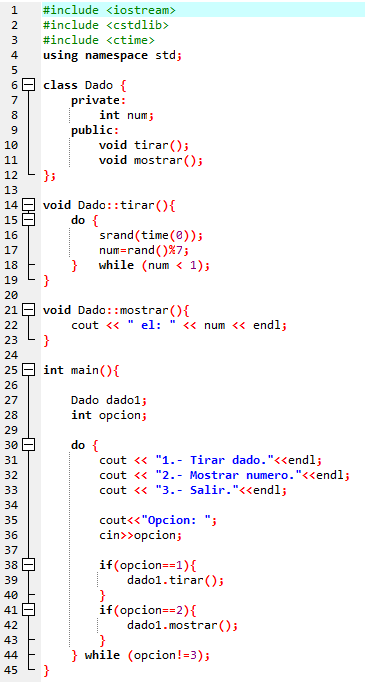 1 #include <iostream>
2 #include <cstdlib>
3 #include <ctime>
4 using namespace std;
5
6 class Dado {
7 private:
8 int num;
9 public:
10 void tirar();
11 void mostrar();
12 };
13
14 void Dado::tirar(){
15 do {
16 srand(time(0));
17 num=rand()%7;
18 } while (num < 1);
19 }
20
21 void Dado::mostrar(){
22 cout << " el: " << num << endl;
23 }
24
25 int main(){
26
27 Dado dado1;
28 int opcion;
29
30 do {
31 cout << "1.- Tirar dado."<<endl;
32 cout << "2.- Mostrar numero."<<endl;
33 cout << "3.- Salir."<<endl;
34
35 cout<<"Opcion: ";
36 cin>>opcion;
37
38 if(opcion==1){
39 dado1.tirar();
40 }
41 if(opcion==2){
42 dado1.mostrar();
43 }
44 } while (opcion!=3);
45 }